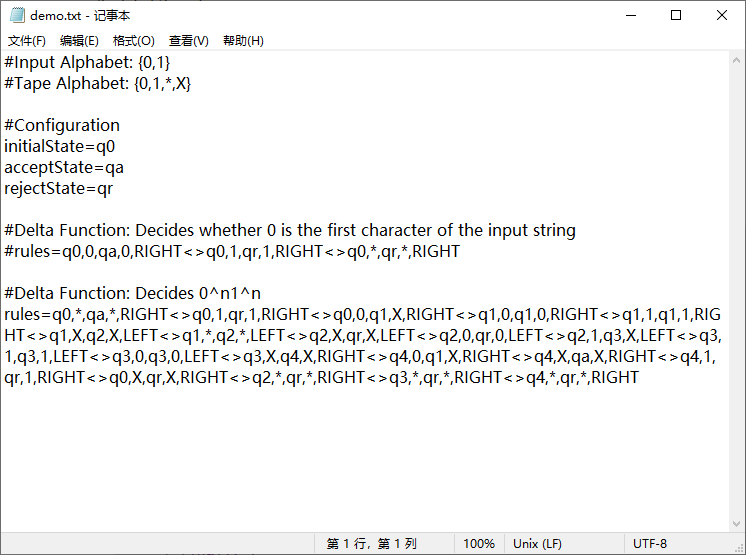 demo.txt - 记事本
文件(F) 编辑(E) 格式(O) 查看(V) 帮助(H)
#Input Alphabet: {0,1}
#Tape Alphabet: {0,1,*,X}
#Configuration
initialState=q0
acceptState=qa
rejectState=qr
#Delta Function: Decides whether 0 is the first character of the input string
#rules=q0,0,qa,0,RIGHT<>q0,1,qr,1,RIGHT<>q0,*,qr,*,RIGHT
#Delta Function: Decides 0^n1^n
rules=q0,*,qa,*,RIGHT<>q0,1,qr,1,RIGHT<>q0,0,q1,X,RIGHT<>q1,0,q1,0,RIGHT<>q1,1,q1,1,RIG
HT<>q1,X,q2,X,LEFT<>q1,*,q2,*,LEFT<>q2,X,qr,X,LEFT<>q2,0,qr,0,LEFT<>q2,1,q3,X,LEFT<>q3,
1,q3,1,LEFT<>q3,0,q3,0,LEFT<>q3,X,q4,X,RIGHT<>q4,0,q1,X,RIGHT<>q4,X,qa,X,RIGHT<>q4,1,
qr,1,RIGHT<>q0,X,qr,X,RIGHT<>q2,*,qr,*,RIGHT<>q3,*,qr,*,RIGHT<>q4,*,qr,*,RIGHT
第 1 行，第 1 列 100% Unix (LF) UTF-8